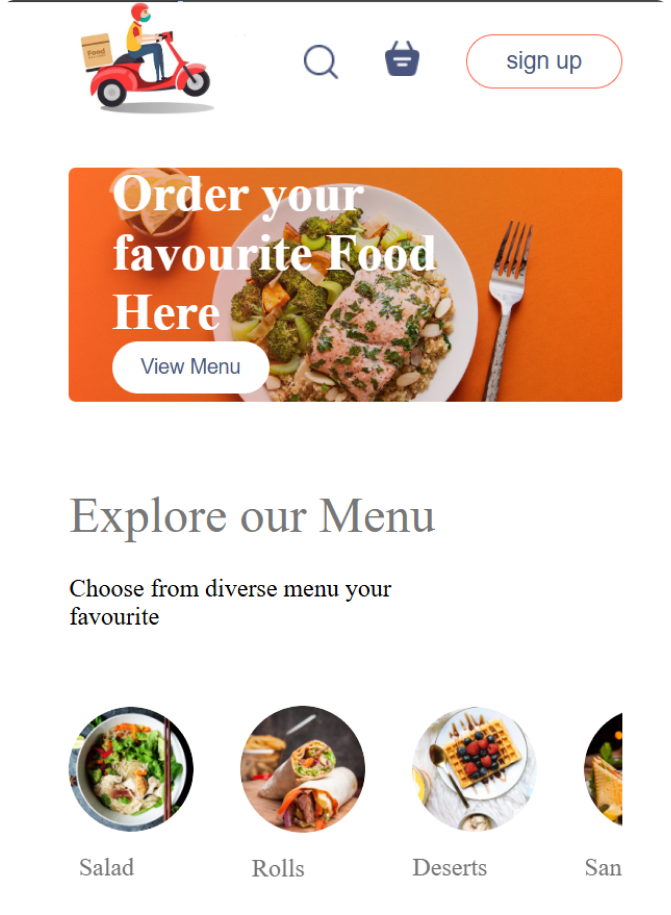 Food
sign up
Order your
favourite Food
Here
View Menu
Explore our Menu
Choose from diverse menu your
favourite
Salad
Rolls
Deserts
San